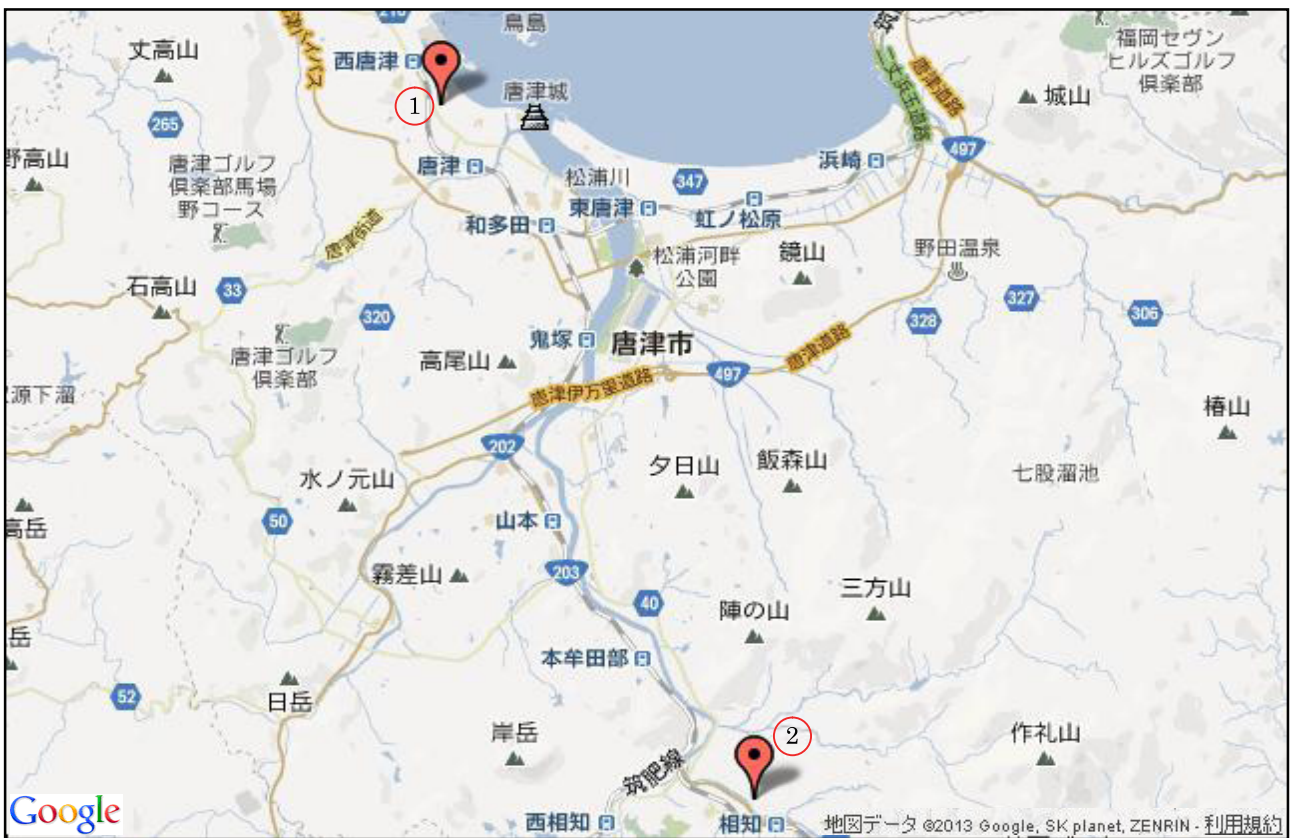 鳥島
丈高山
西唐津
福岡セヴン
ヒルズゴルフ
倶楽部
唐津道路
1
唐津城
城山
265
497
野高山
唐津ゴルフ
倶楽部馬場
野コース
唐津
松浦川
347
浜崎
東唐津
虹ノ松原
和多田
唐津街道
松浦河畔
公園
鏡山
野田温泉
石高山
33
320
327
306
328
鬼塚
唐津市
唐津道路
唐津ゴルフ
倶楽部
高尾山
497
唐津伊万里道路
源下溜
椿山
202
夕日山
飯森山
七股溜池
水ノ元山
50
山本
高岳
霧差山
203
40
陣の山
三方山
岳
本牟田部
52
日岳
岸岳
2
作礼山
筑肥線
Google
西相知
相知
地図データ ©2013 Google, SK planet, ZENRIN - 利用規約